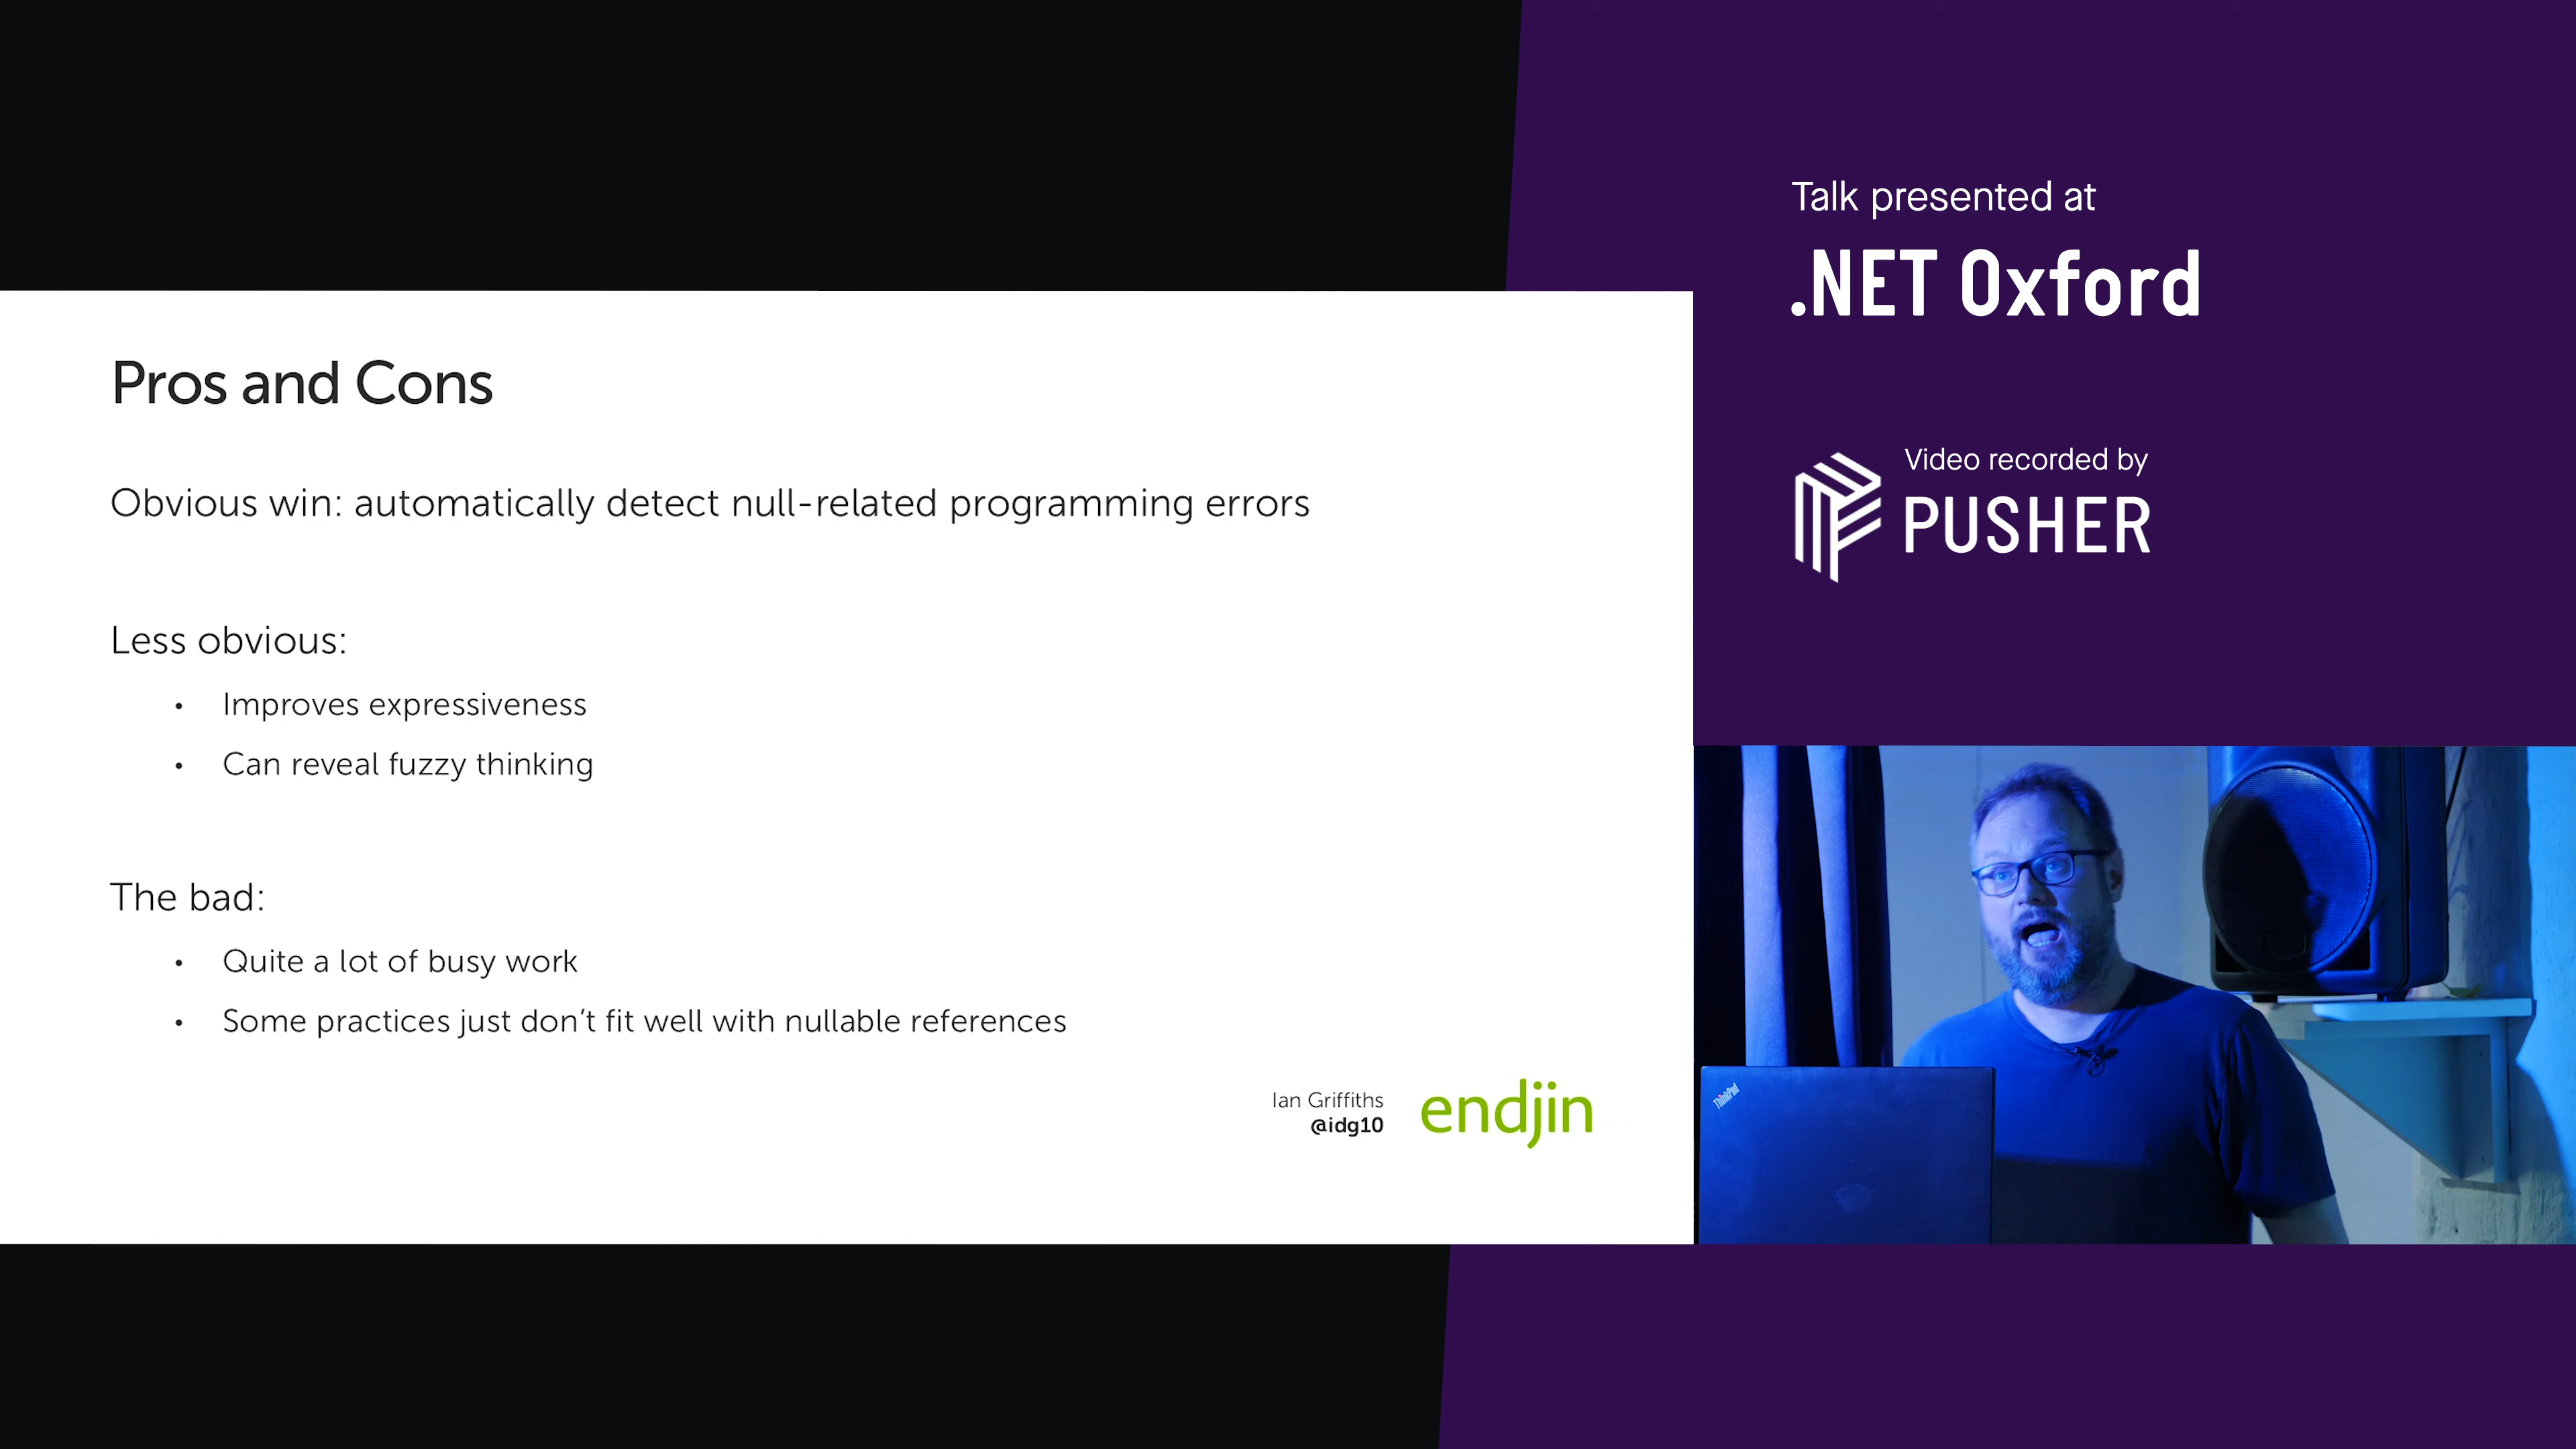 Talk presented at
.NET Oxford
Video recorded by
PUSHER
Pros and Cons
Obvious win: automatically detect null-related programming errors
Less obvious:
• Improves expressiveness
• Can reveal fuzzy thinking
The bad:
• Quite a lot of busy work
• Some practices just don’t fit well with nullable references
Ian Griffiths
@idg10
endjin
ThinkPad